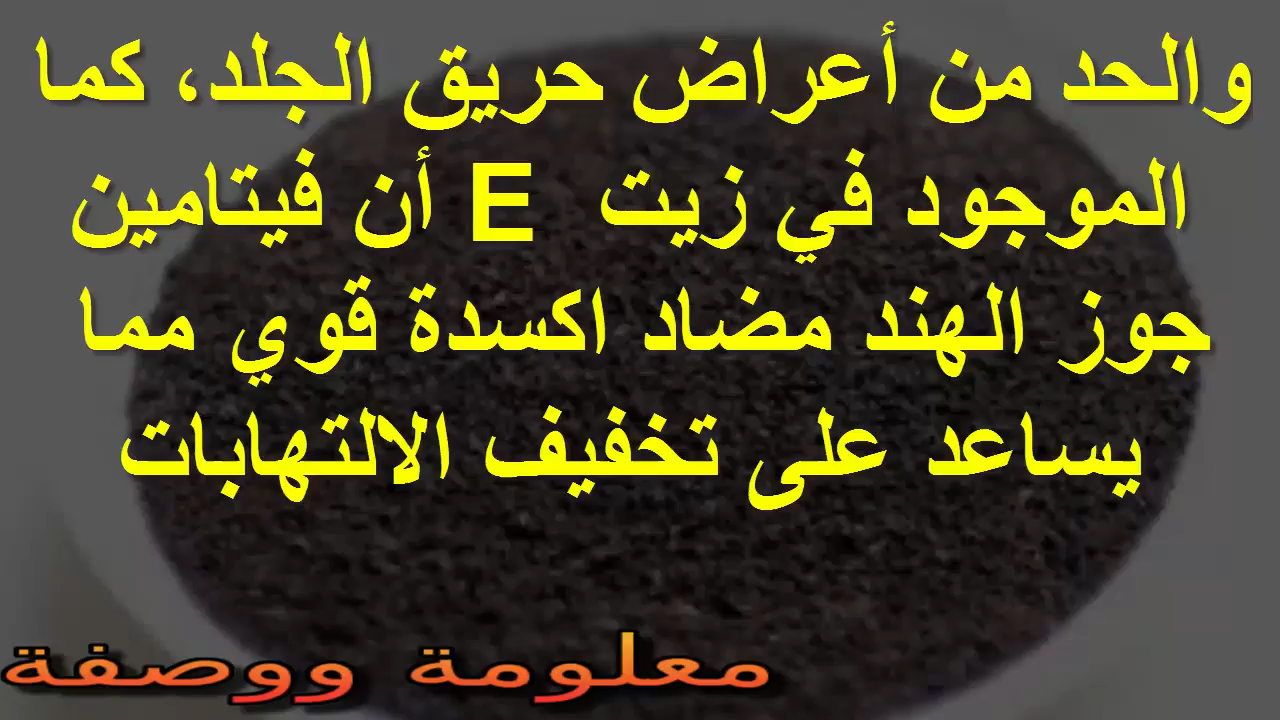 والحد من أعراض حريق الجلد، كما
أن فيتامين E الموجود في زيت
جوز الهند مضاد اكسدة قوي مما
يساعد على تخفيف الالتهابات
معلومة ووصفة